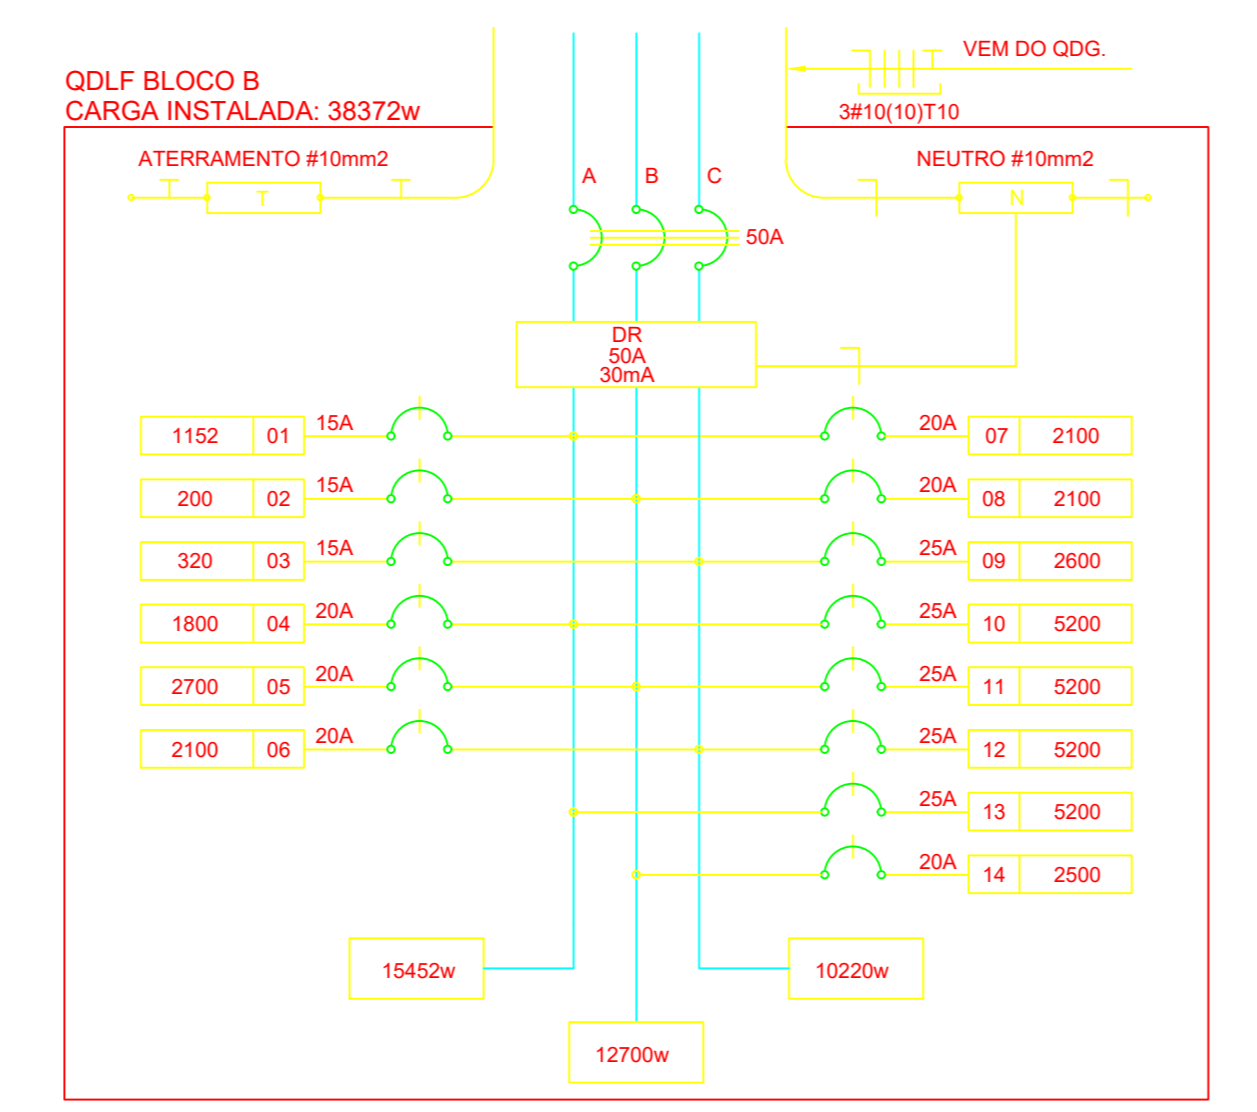 VEM DO QDG.
QDLF BLOCO B
CARGA INSTALADA: 38372w
3#10(10)T10
ATERRAMENTO #10mm2
NEUTRO #10mm2
A B C
T
N
50A
DR
50A
30mA
1152 01 15A
20A 07 2100
200 02 15A
20A 08 2100
320 03 15A
25A 09 2600
1800 04 20A
25A 10 5200
2700 05 20A
25A 11 5200
2100 06 20A
25A 12 5200
25A 13 5200
20A 14 2500
15452w
10220w
12700w